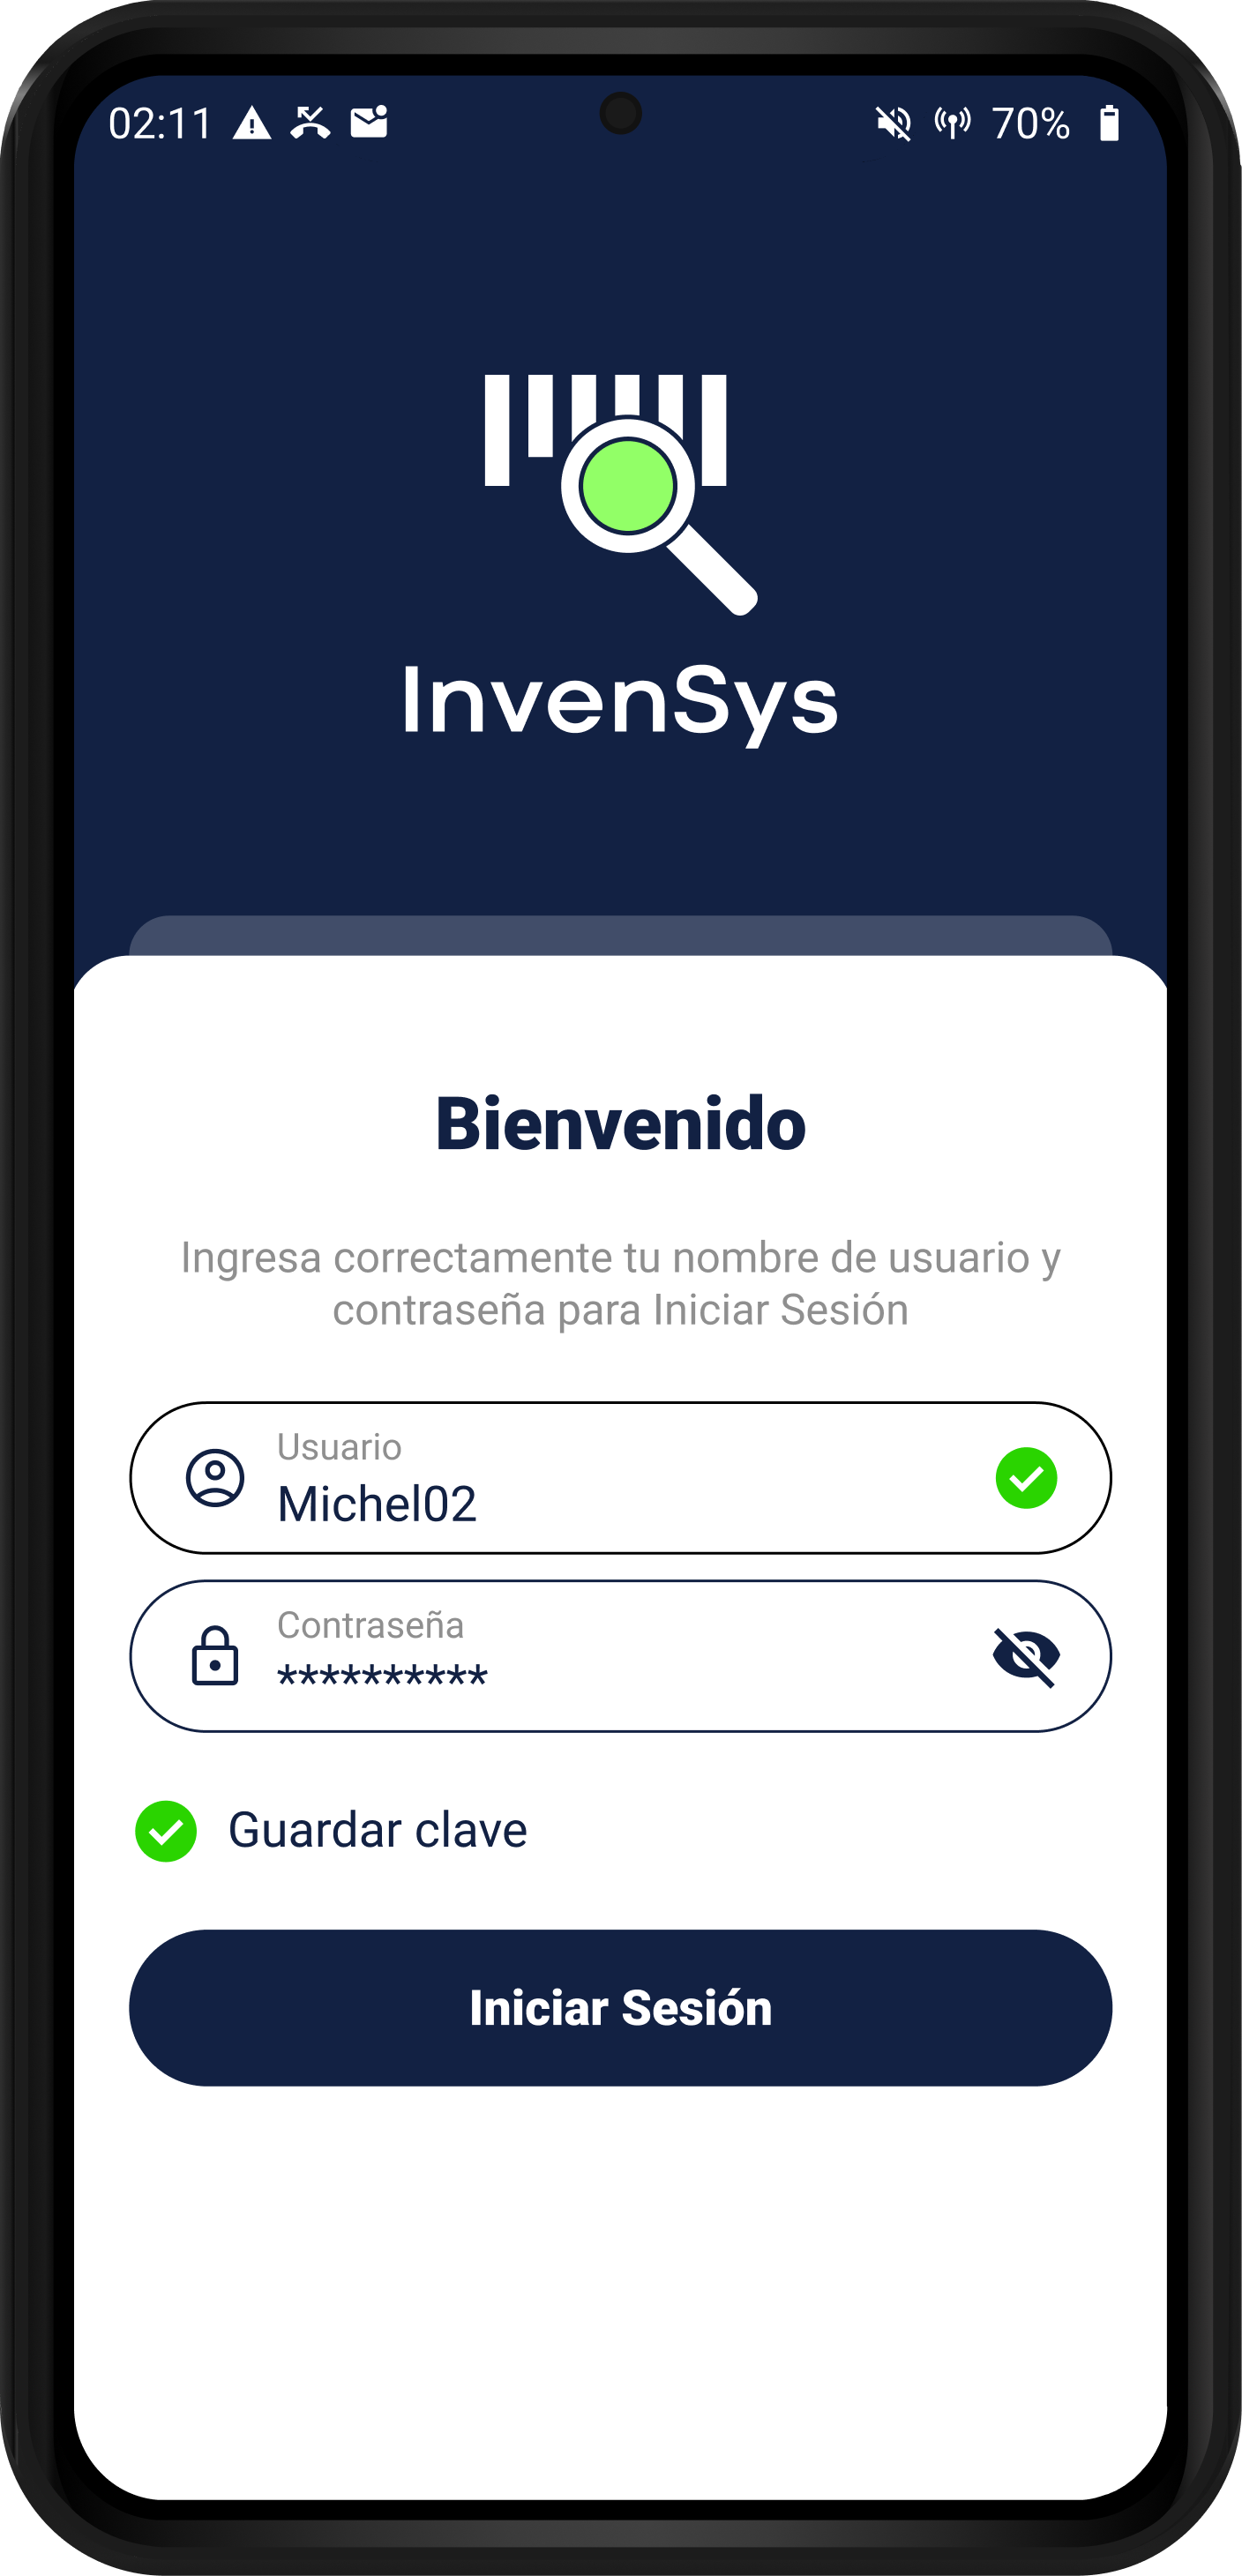 02:11 70%
InvenSys
Bienvenido
Ingresa correctamente tu nombre de usuario y
contraseña para Iniciar Sesión
Usuario
Michel02
Contraseña
**********
Guardar clave
Iniciar Sesión